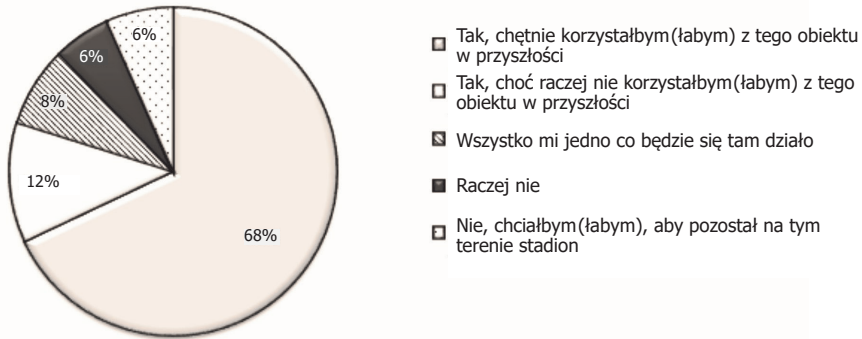 6%
6%
8%
12%
68%
Tak, chętnie korzystałbym(łabym) z tego obiektu
w przyszłości
Tak, choć raczej nie korzystałbym(łabym) z tego
obiektu w przyszłości
Wszystko mi jedno co będzie się tam działo
Raczej nie
Nie, chciałbym(łabym), aby pozostał na tym
terenie stadion